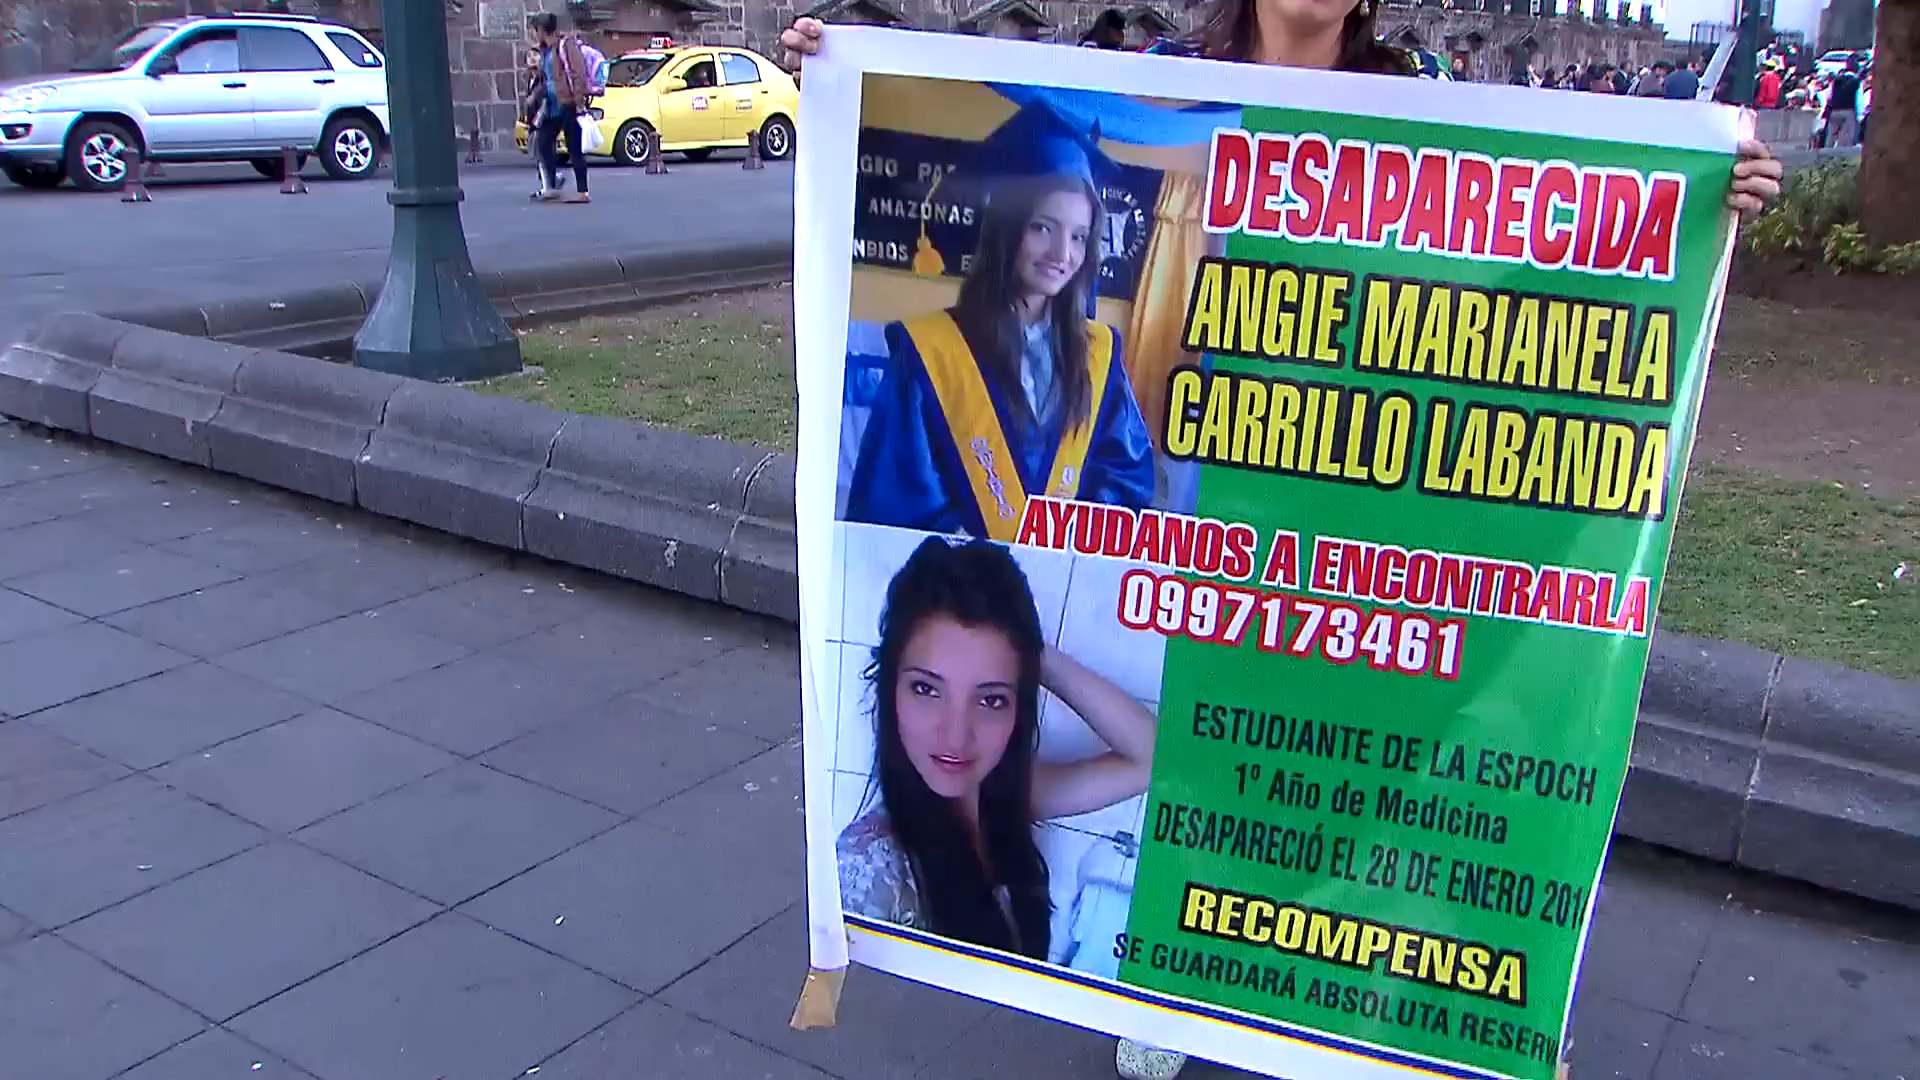 DESAPARECIDA
ANGIE MARIANELA
CARRILLO LABANDA
AYUDANOS A ENCONTRARLA
0997173461
ESTUDIANTE DE LA ESPOCH
1º Año de Medicina
DESAPARECIÓ EL 28 DE ENERO
RECOMPENSA
SE GUARDARÁ ABSOLUTA RESERV
AMAZONAS